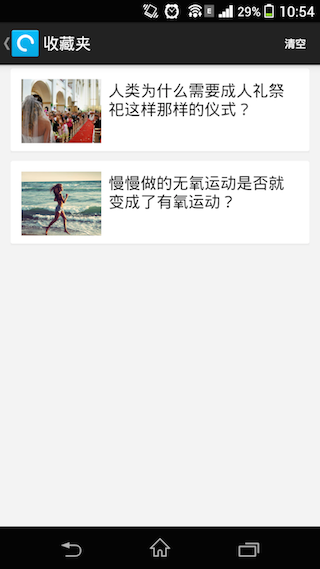 E
29%
10:54
收藏夹
清空
人类为什么需要成人礼祭
祀这样那样的仪式？
慢慢做的无氧运动是否就
变成了有氧运动？